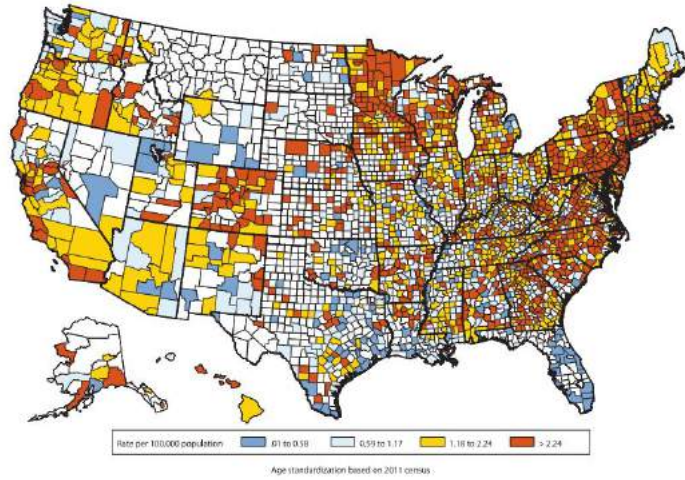 Rate per 100,000 population .01 to 0.58 0.59 to 1.17 1.18 to 2.24 > 2.24
Age standardization based on 2011 census